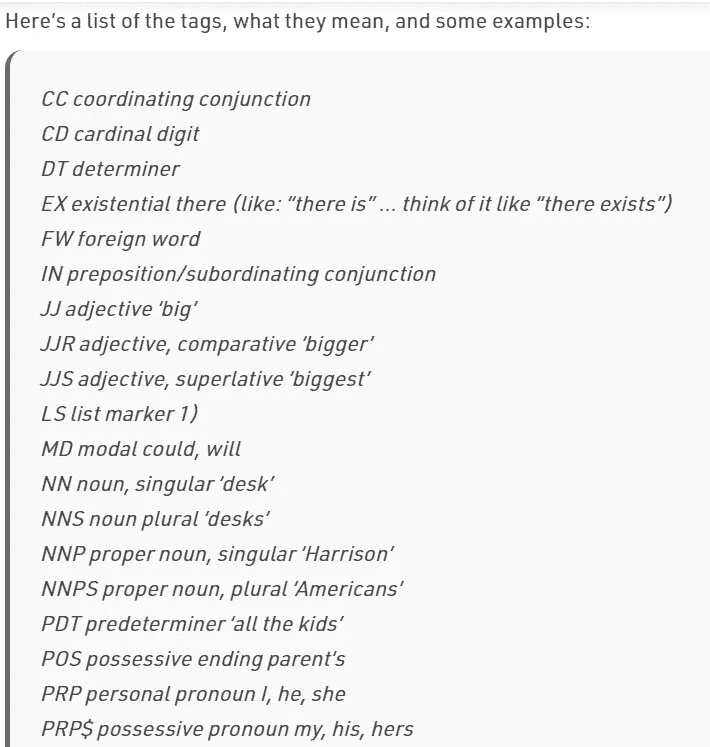 Here's a list of the tags, what they mean, and some examples:
CC coordinating conjunction
CD cardinal digit
DT determiner
EX existential there (like: “there is” ... think of it like “there exists”)
FW foreign word
IN preposition/subordinating conjunction
JJ adjective ‘big’
JJR adjective, comparative ‘bigger’
JJS adjective, superlative ‘biggest’
LS list marker 1)
MD modal could, will
NN noun, singular ‘desk’
NNS noun plural ‘desks’
NNP proper noun, singular ‘Harrison’
NNPS proper noun, plural ‘Americans’
PDT predeterminer ‘all the kids’
POS possessive ending parent’s
PRP personal pronoun I, he, she
PRP$ possessive pronoun my, his, hers